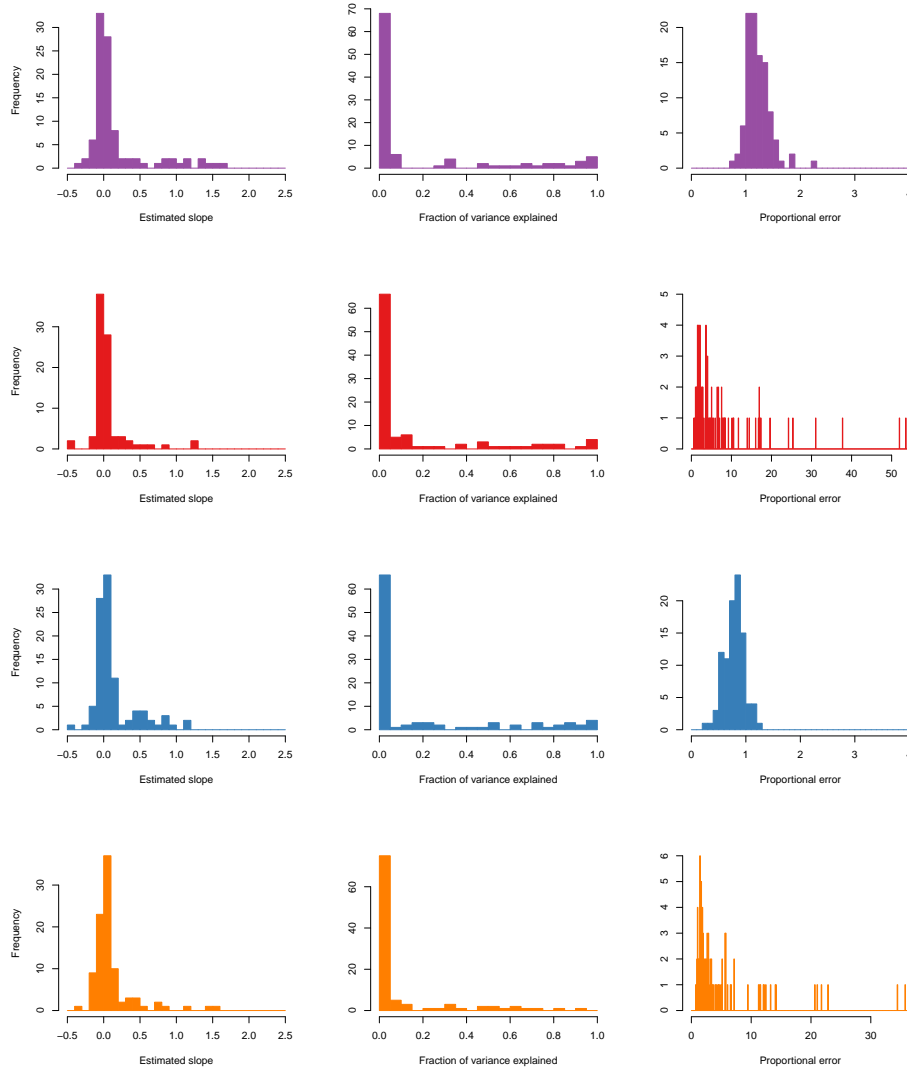 Frequency
0 5 10 20 30
−0.5 0.0 0.5 1.0 1.5 2.0 2.5
Estimated slope
0 10 20 30 40 50 60 70
0.0 0.2 0.4 0.6 0.8 1.0
Fraction of variance explained
0 5 10 15 20
0 1 2 3
Proportional error
Frequency
0 10 20 30
−0.5 0.0 0.5 1.0 1.5 2.0 2.5
Estimated slope
0 10 20 30 40 50 60
0.0 0.2 0.4 0.6 0.8 1.0
Fraction of variance explained
0 1 2 3 4 5
0 10 20 30 40 50
Proportional error
Frequency
0 5 10 15 20 25 30
−0.5 0.0 0.5 1.0 1.5 2.0 2.5
Estimated slope
0 10 20 30 40 50 60
0.0 0.2 0.4 0.6 0.8 1.0
Fraction of variance explained
0 5 10 15 20
0 1 2 3
Proportional error
Frequency
0 10 20 30
−0.5 0.0 0.5 1.0 1.5 2.0 2.5
Estimated slope
0 20 40 60
0.0 0.2 0.4 0.6 0.8 1.0
Fraction of variance explained
0 1 2 3 4 5 6
0 10 20 30
Proportional error